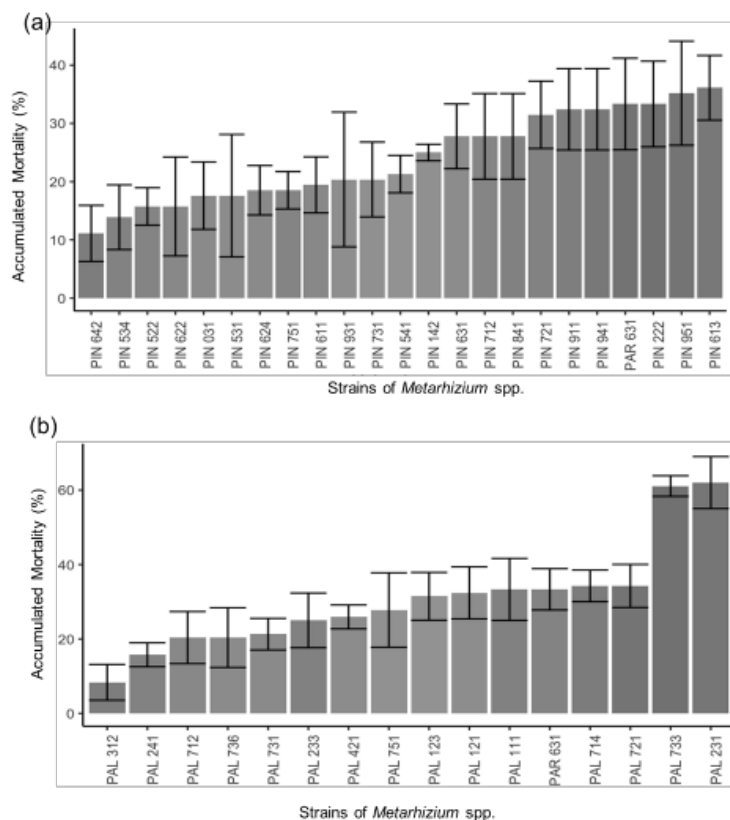 (a)
Accumulated Mortality (%)
40
30
20
10
0
PIN 642
PIN 534
PIN 522
PIN 622
PIN 031
PIN 531
PIN 624
PIN 751
PIN 611
PIN 931
PIN 731
PIN 541
PIN 142
PIN 631
PIN 712
PIN 841
PIN 721
PIN 911
PIN 941
PAR 631
PIN 222
PIN 951
PIN 613
Strains of Metarhizium spp.
(b)
Accumulated Mortality (%)
60
40
20
0
PAL 312
PAL 241
PAL 712
PAL 736
PAL 731
PAL 233
PAL 421
PAL 751
PAL 123
PAL 121
PAL 111
PAR 631
PAL 714
PAL 721
PAL 733
PAL 231
Strains of Metarhizium spp.